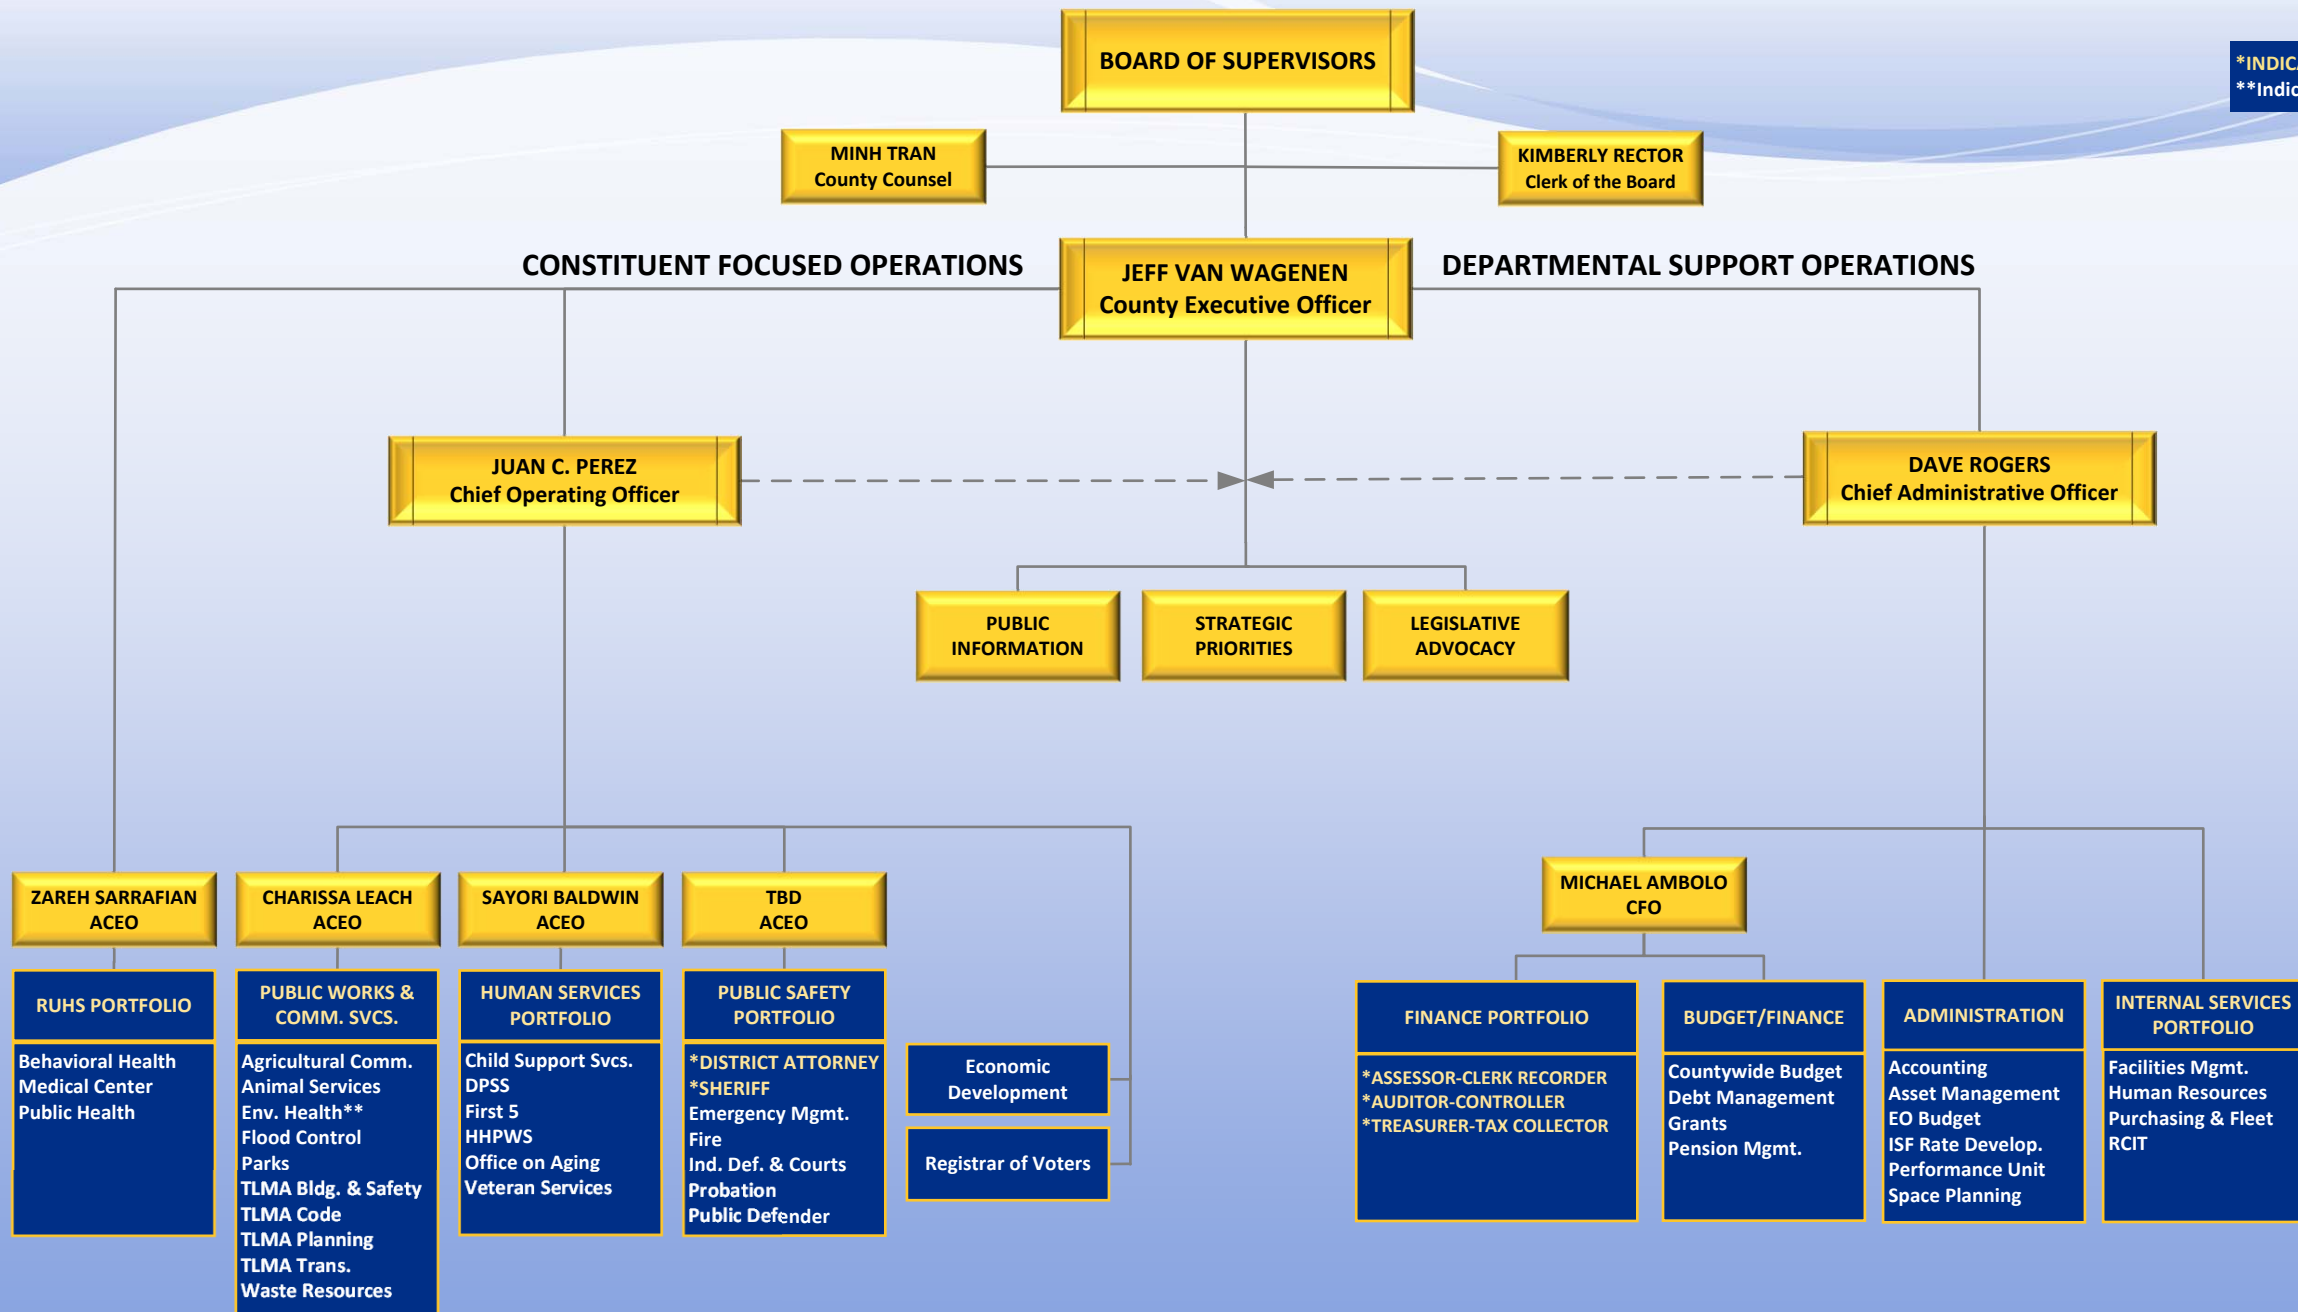 BOARD OF SUPERVISORS
*INDICA
**Indic
MINH TRAN
County Counsel
KIMBERLY RECTOR
Clerk of the Board
CONSTITUENT FOCUSED OPERATIONS
JEFF VAN WAGENEN
County Executive Officer
DEPARTMENTAL SUPPORT OPERATIONS
JUAN C. PEREZ
Chief Operating Officer
DAVE ROGERS
Chief Administrative Officer
PUBLIC
INFORMATION
STRATEGIC
PRIORITIES
LEGISLATIVE
ADVOCACY
ZAREH SARRAFIAN
ACEO
CHARISSA LEACH
ACEO
SAYORI BALDWIN
ACEO
TBD
ACEO
MICHAEL AMBOLO
CFO
RUHS PORTFOLIO
Behavioral Health
Medical Center
Public Health
PUBLIC WORKS &
COMM. SVCS.
Agricultural Comm.
Animal Services
Env. Health**
Flood Control
Parks
TLMA Bldg. & Safety
TLMA Code
TLMA Planning
TLMA Trans.
Waste Resources
HUMAN SERVICES
PORTFOLIO
Child Support Svcs.
DPSS
First 5
HHPWS
Office on Aging
Veteran Services
PUBLIC SAFETY
PORTFOLIO
*DISTRICT ATTORNEY
*SHERIFF
Emergency Mgmt.
Fire
Ind. Def. & Courts
Probation
Public Defender
Economic
Development
Registrar of Voters
FINANCE PORTFOLIO
*ASSESSOR-CLERK RECORDER
*AUDITOR-CONTROLLER
*TREASURER-TAX COLLECTOR
BUDGET/FINANCE
Countywide Budget
Debt Management
Grants
Pension Mgmt.
ADMINISTRATION
Accounting
Asset Management
EO Budget
ISF Rate Develop.
Performance Unit
Space Planning
INTERNAL SERVICES
PORTFOLIO
Facilities Mgmt.
Human Resources
Purchasing & Fleet
RCIT